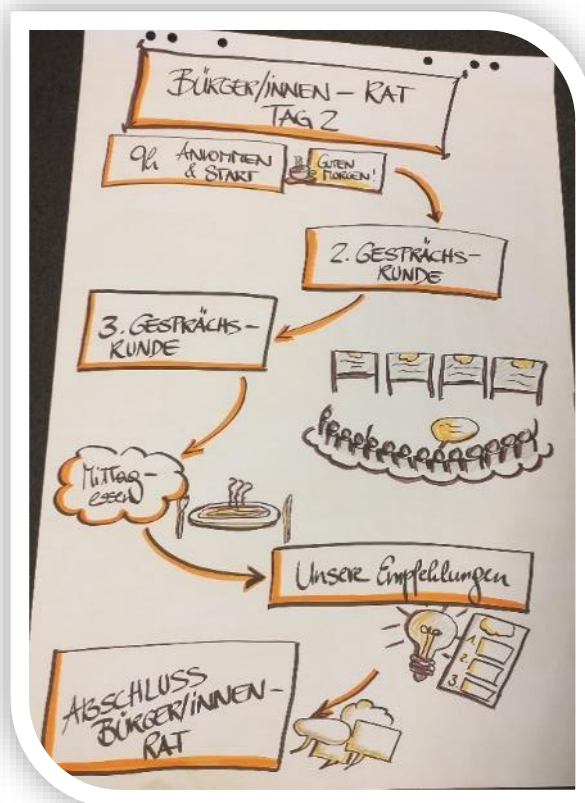 BÜRGER/INNEN – RAT
TAG 2
9h ANKOMMEN
& START
GUTEN
MORGEN!
2. GESPRÄCHS-
RUNDE
3. GESPRÄCHS-
RUNDE
Mittag-
essen
Unsere Empfehlungen
1.
2.
3.
ABSCHLUSS
BÜRGER/INNEN-
RAT